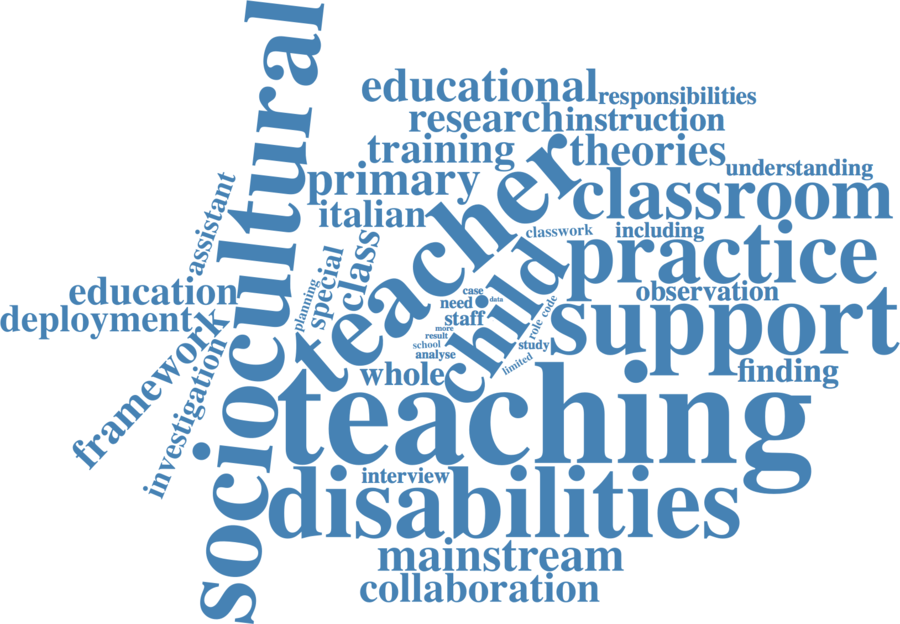 sociocultural
educational
responsibilities
research
instruction
training
theories
understanding
primary
teacher
classroom
italian
assistant
classwork
including
class
practice
special
child
education
planning
case
observation
need
data
deployment
staff
role
code
support
framework
more
result
school
study
investigation
analyse
limited
whole
finding
teaching
interview
disabilities
mainstream
collaboration